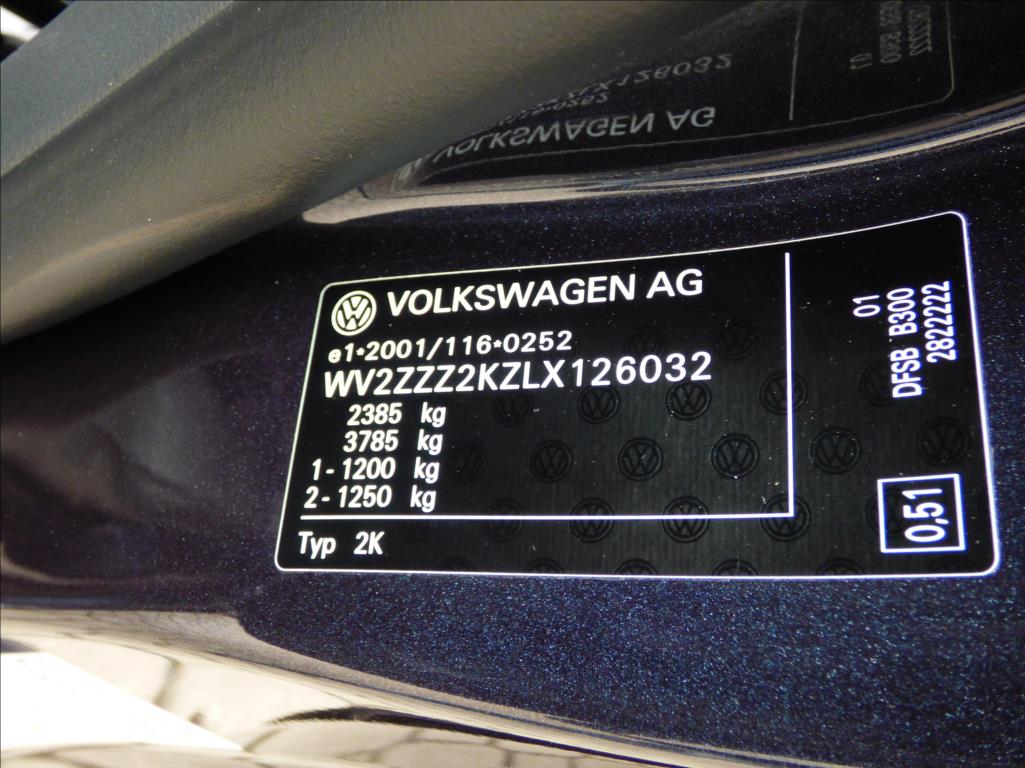 VOLKSWAGEN AG
e1*2001/116*0252
WV2ZZZ2KZLX126032
2385 kg
3785 kg
1- 1200 kg
2- 1250 kg
Typ 2K
01
DFSB B300
2822222
0,51
VOLKSWAGEN AG